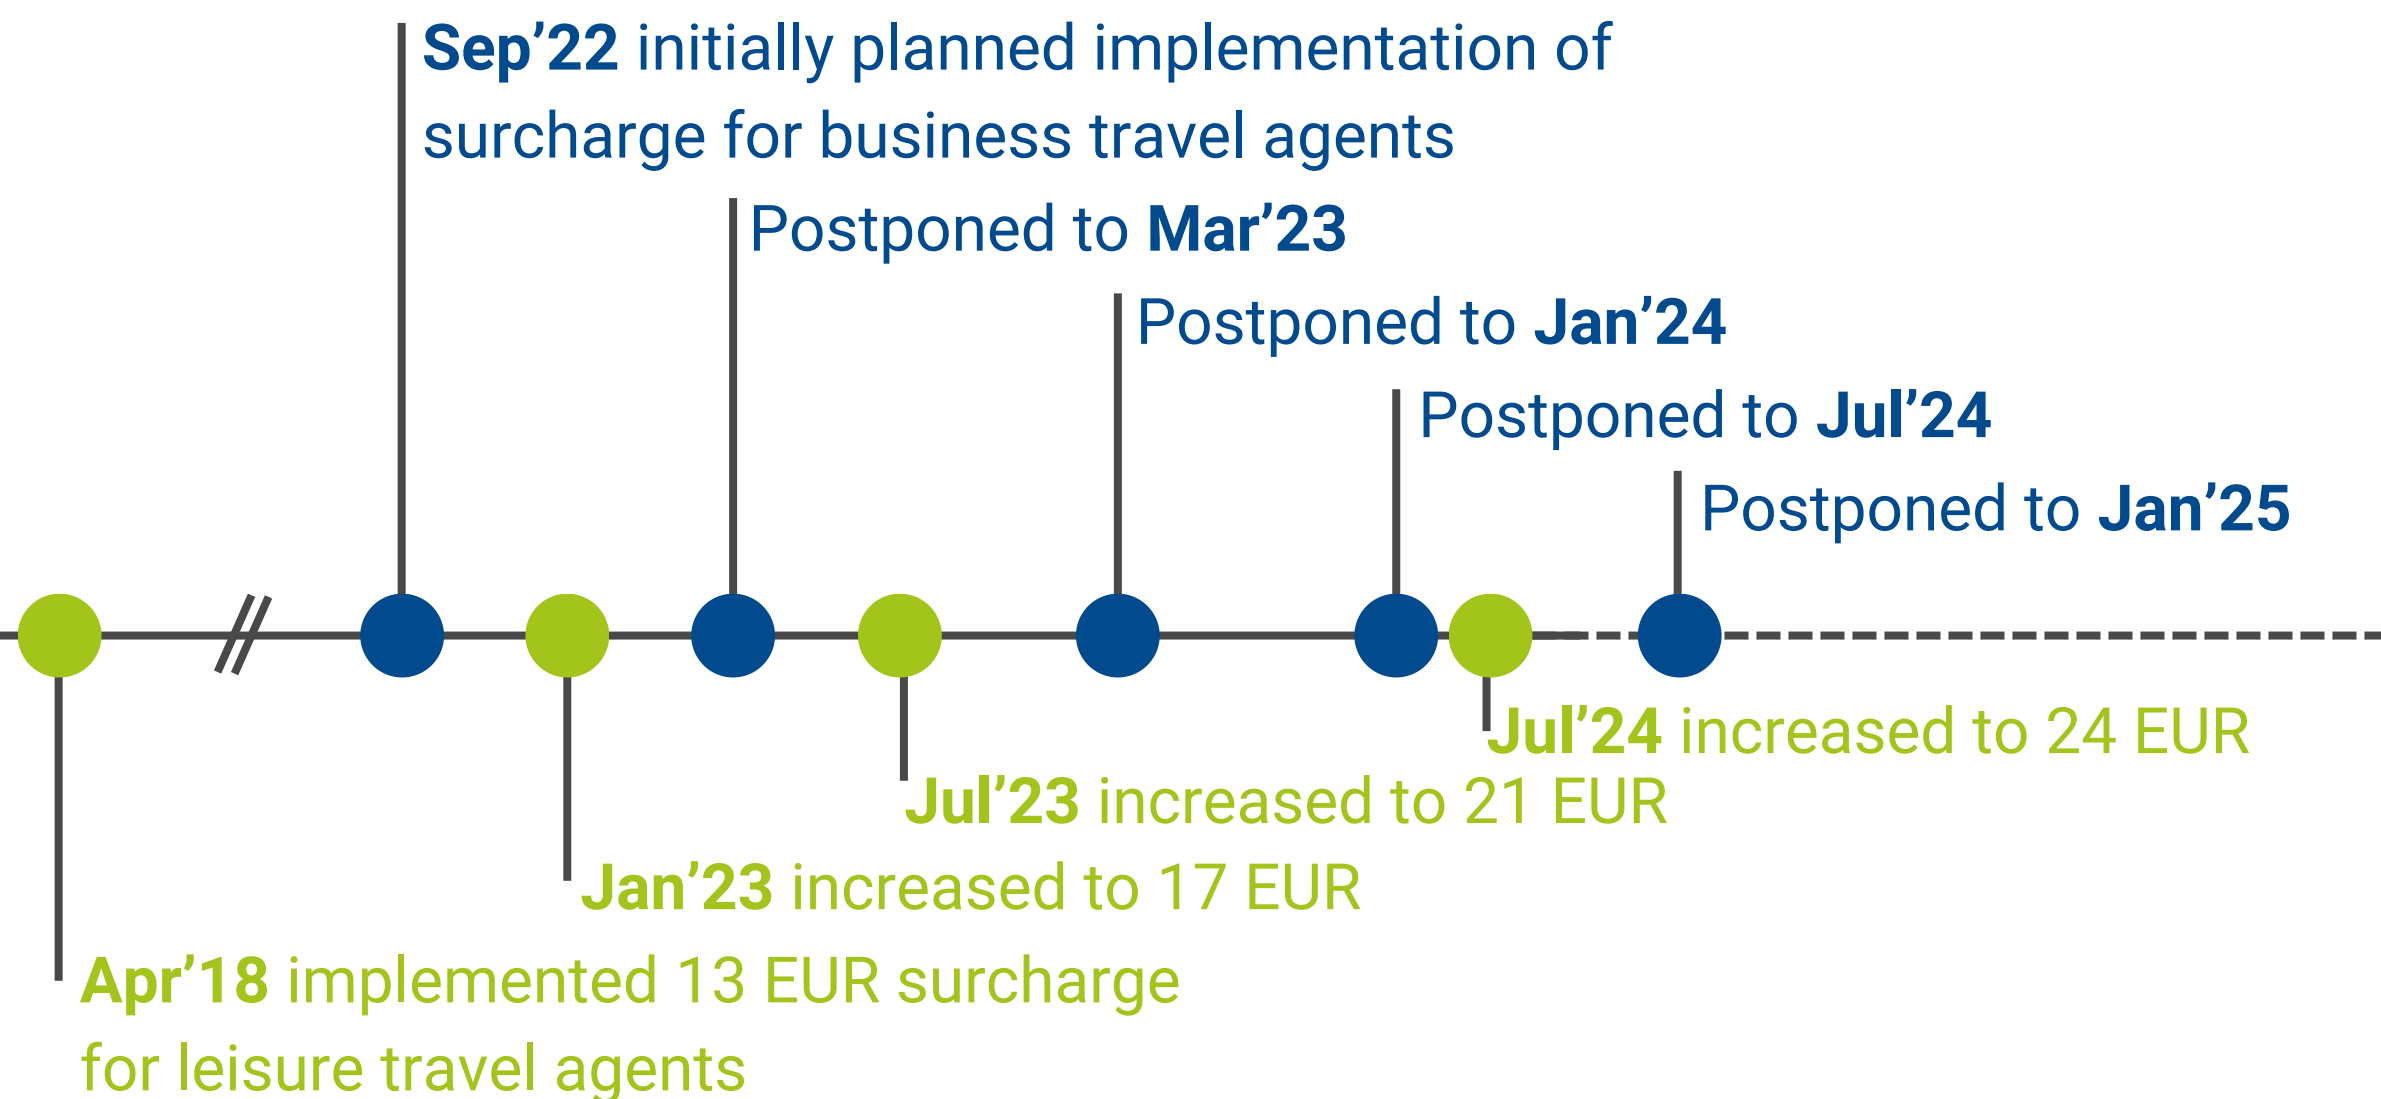 Sep’22 initially planned implementation of
surcharge for business travel agents
Postponed to Mar’23
Postponed to Jan’24
Postponed to Jul’24
Postponed to Jan’25
Jul’24 increased to 24 EUR
Jul’23 increased to 21 EUR
Jan’23 increased to 17 EUR
Apr’18 implemented 13 EUR surcharge
for leisure travel agents